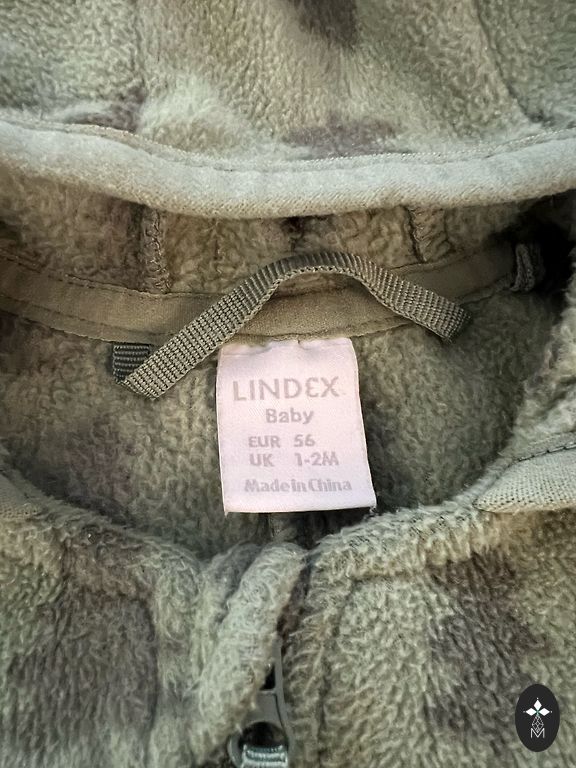 LINDEX
Baby
EUR 56
UK 1-2M
Made in China
M